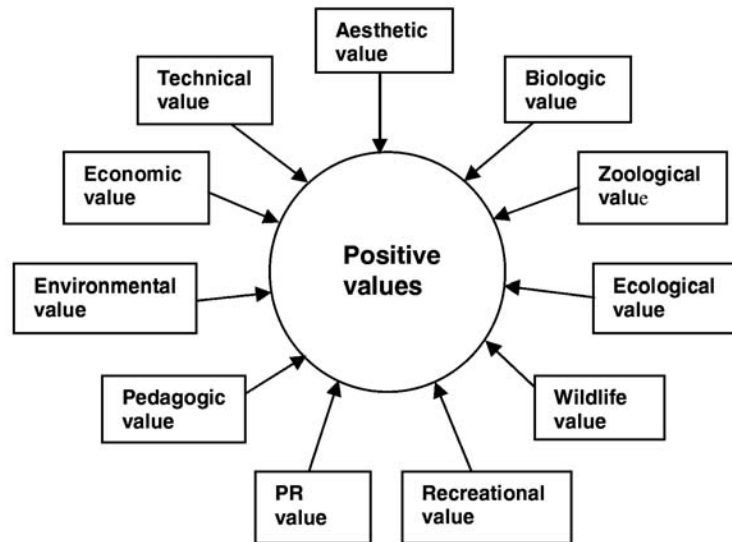 Aesthetic
value
Technical
value
Biologic
value
Economic
value
Zoological
value
Positive
values
Environmental
value
Ecological
value
Pedagogic
value
Wildlife
value
PR
value
Recreational
value